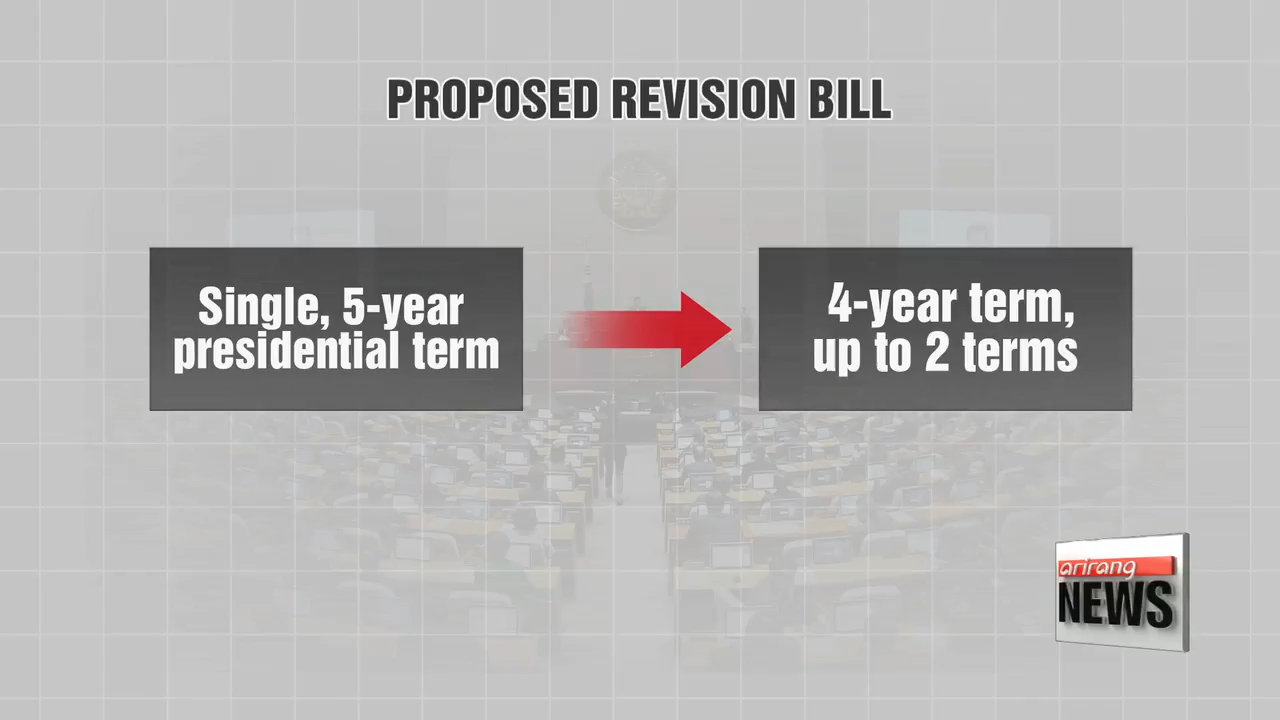 PROPOSED REVISION BILL
Single, 5-year
presidential term
4-year term,
up to 2 terms
arirang
NEWS